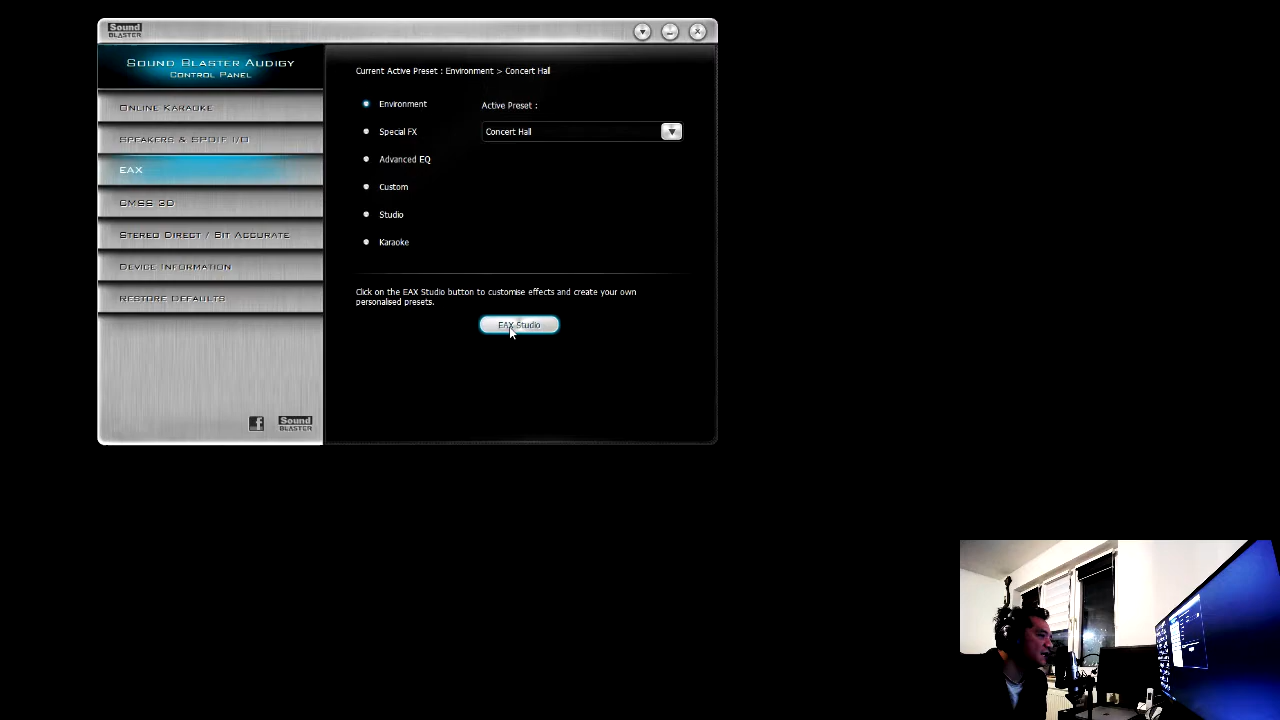 Sound
BLASTER
SOUND BLASTER AUDIGY
CONTROL PANEL
ONLINE KARAOKE
SPEAKERS & SPDIF I/O
EAX
CMSS 3D
STEREO DIRECT / BIT ACCURATE
DEVICE INFORMATION
RESTORE DEFAULTS
f
Sound
BLASTER
Current Active Preset : Environment > Concert Hall
Environment
Active Preset :
Special FX
Concert Hall
Advanced EQ
Custom
Studio
Karaoke
Click on the EAX Studio button to customise effects and create your own
personalised presets.
EAX Studio